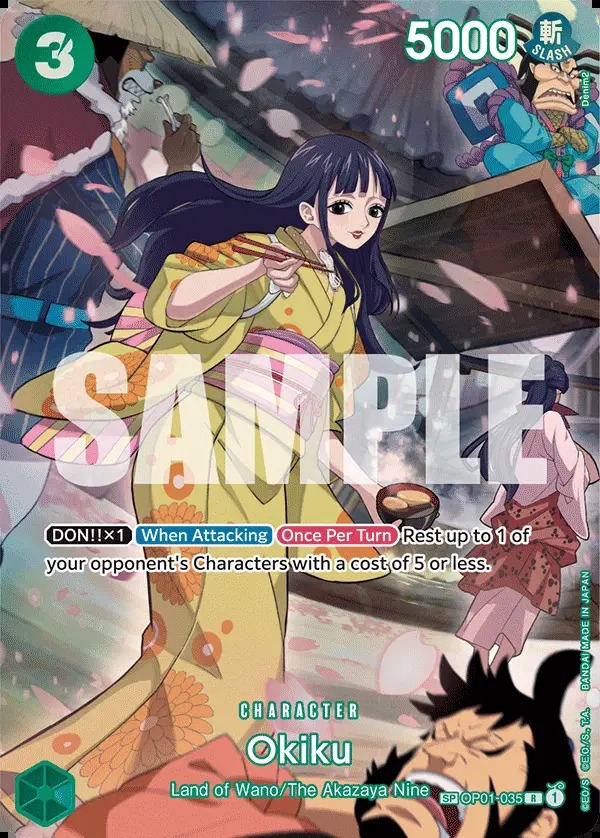 3
5000
斬
SLASH
Denim2
SAMPLE
DON!!×1 When Attacking Once Per Turn Rest up to 1 of
your opponent's Characters with a cost of 5 or less.
CHARACTER
Okiku
Land of Wano/The Akazaya Nine
SP OP01-035 R 1
©E.O/S ©E.O./S., T.A. BANDAI MADE IN JAPAN